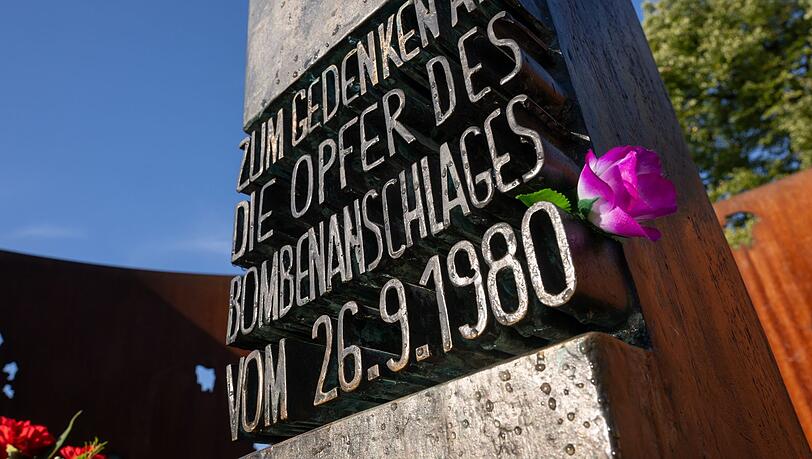 ZUM GEDENKEN A
DIE OPFER DES
BOMBENANSCHLAGES
VOM 26.9.1980